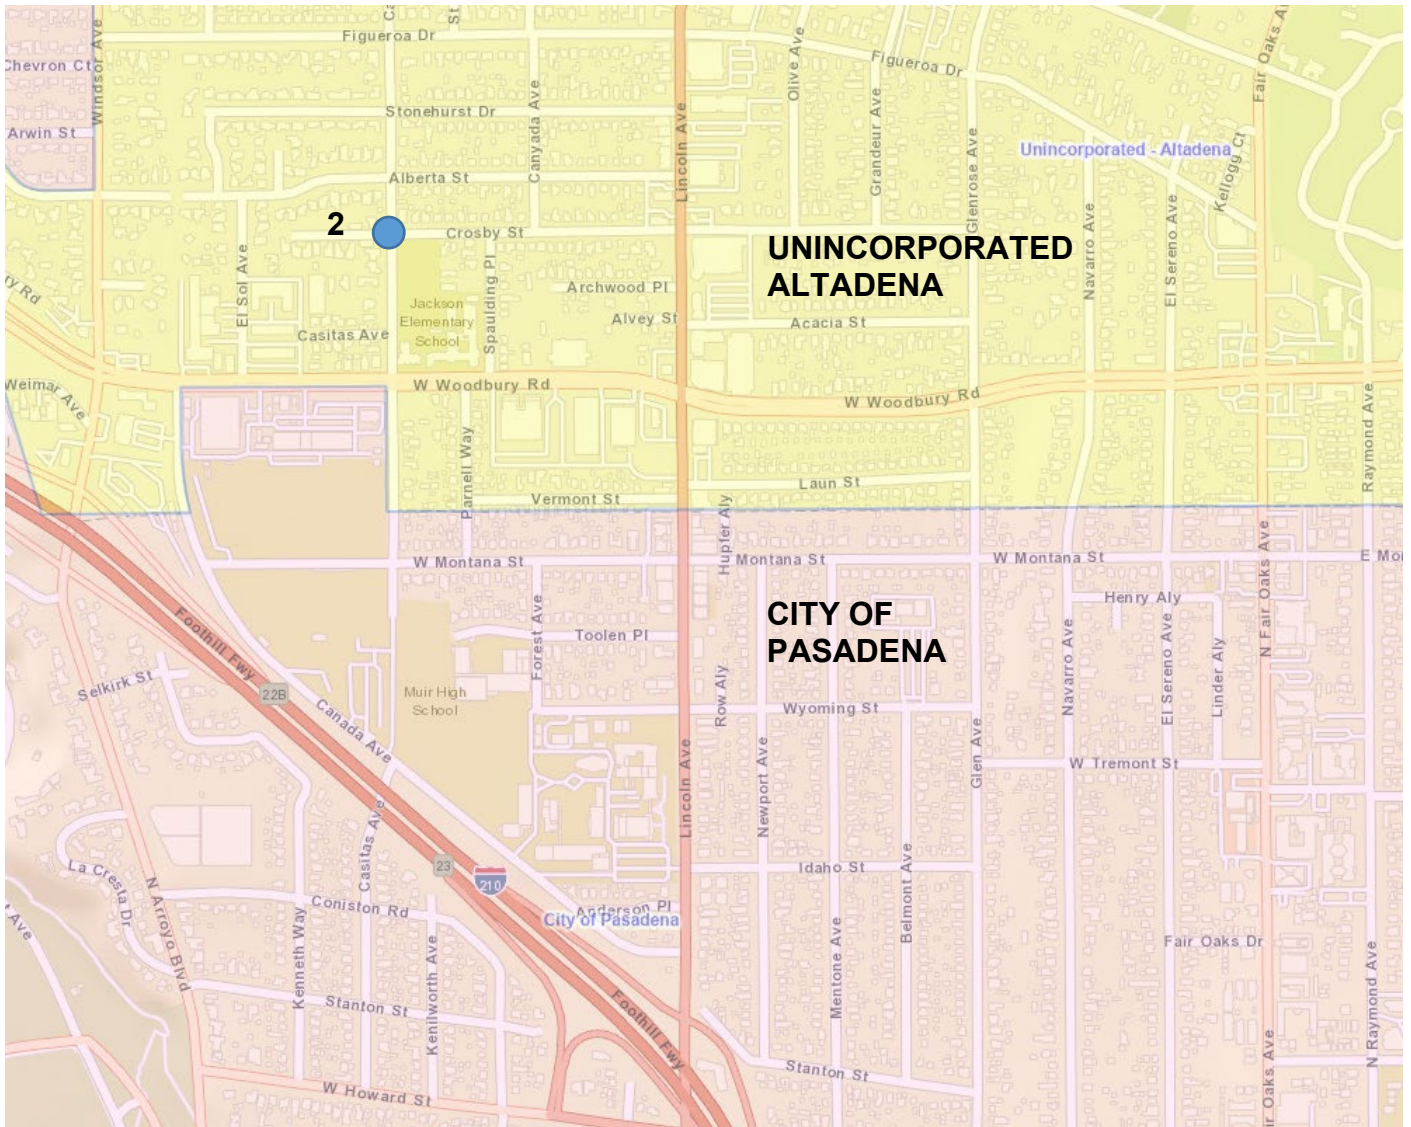 Figueroa Dr
Figueroa Dr
Chevron Ct
Windsor Ave
Arwin St
St
Stonehurst Dr
Canyada Ave
Lincoln Ave
Olive Ave
Grandeur Ave
Glenrose Ave
Fair Oaks
Unincorporated - Altadena
Kellogg Ct
Alberta St
2
Crosby St
UNINCORPORATED
ALTADENA
Navarro Ave
El Sereno Ave
El Sol Ave
Spaulding Pl
Archwood Pl
Jackson
Elementary
School
Casitas Ave
Alvey St
Acacia St
ry Rd
Weimar Ave
W Woodbury Rd
W Woodbury Rd
Raymond Ave
Parnell Way
Vermont St
Laun St
Hupfer Aly
W Montana St
Montana St
W Montana St
E Mo
N Fair Oaks Ave
Foothill Fwy
Forest Ave
Toolen Pl
CITY OF
PASADENA
Henry Aly
Navarro Ave
El Sereno Ave
Linder Aly
Selkirk St
22B
Canada Ave
Muir High
School
Row Aly
Wyoming St
Glen Ave
W Tremont St
Lincoln Ave
Newport Ave
Casitas Ave
23
210
La Cresta Dr
N Arroyo Blvd
Coniston Rd
Anderson Pl
City of Pasadena
Idaho St
Belmont Ave
Mentone Ave
Fair Oaks Dr
t Ave
Kenneth Way
Kenilworth Ave
Stanton St
Foothill Fwy
Stanton St
N Raymond Ave
ir Oaks Ave
W Howard St